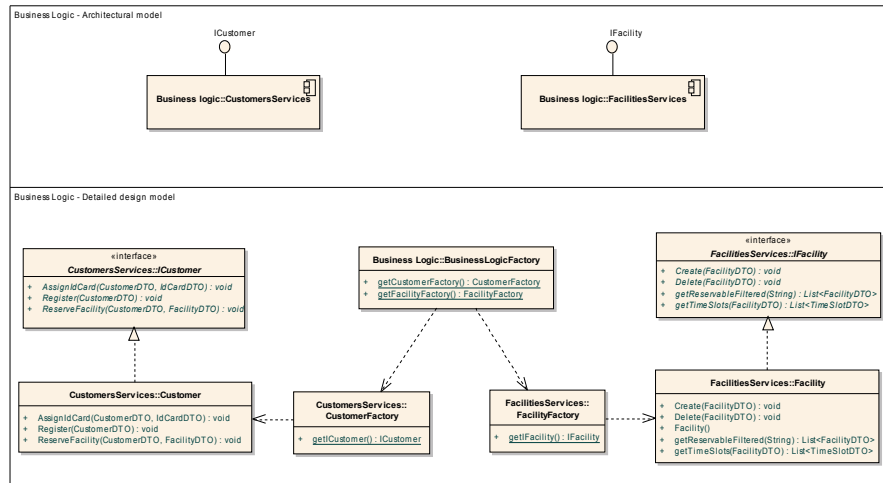 Business Logic - Architectural model
ICustomer
IFacility
Business logic::CustomersServices
Business logic::FacilitiesServices
Business Logic - Detailed design model
«interface»
CustomersServices::ICustomer
+ AssignIdCard(CustomerDTO, IdCardDTO) : void
+ Register(CustomerDTO) : void
+ ReserveFacility(CustomerDTO, FacilityDTO) : void
Business Logic::BusinessLogicFactory
+ getCustomerFactory() : CustomerFactory
+ getFacilityFactory() : FacilityFactory
«interface»
FacilitiesServices::IFacility
+ Create(FacilityDTO) : void
+ Delete(FacilityDTO) : void
+ getReservableFiltered(String) : List<FacilityDTO>
+ getTimeSlots(FacilityDTO) : List<TimeSlotDTO>
CustomersServices::Customer
+ AssignIdCard(CustomerDTO, IdCardDTO) : void
+ Register(CustomerDTO) : void
+ ReserveFacility(CustomerDTO, FacilityDTO) : void
CustomersServices::
CustomerFactory
+ getICustomer() : ICustomer
FacilitiesServices::
FacilityFactory
+ getIFacility() : IFacility
FacilitiesServices::Facility
+ Create(FacilityDTO) : void
+ Delete(FacilityDTO) : void
+ Facility()
+ getReservableFiltered(String) : List<FacilityDTO>
+ getTimeSlots(FacilityDTO) : List<TimeSlotDTO>